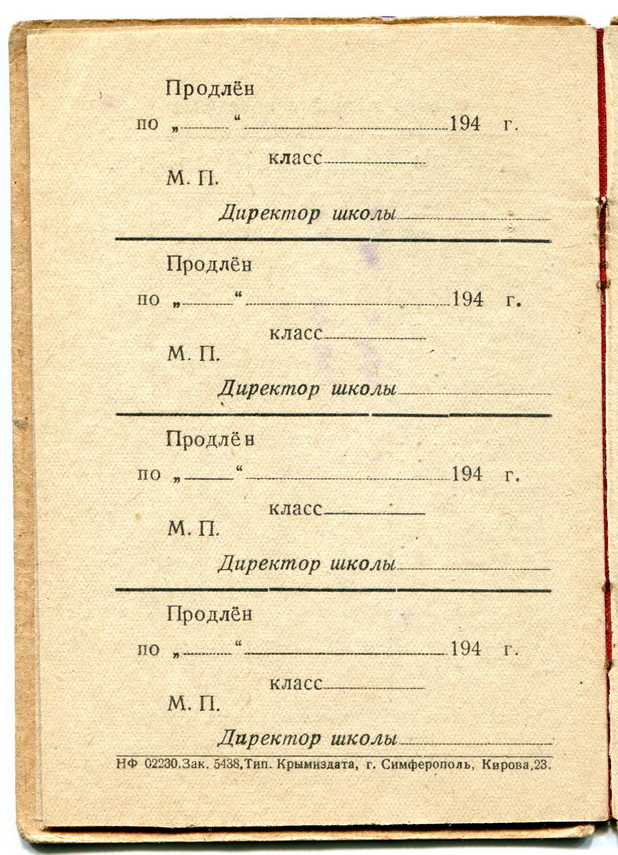 Продлён
по „..........“..............................194 г.
класс...............
М. П.
Директор школы......................
Продлён
по „..........“..............................194 г.
класс...............
М. П.
Директор школы......................
Продлён
по „..........“..............................194 г.
класс...............
М. П.
Директор школы......................
Продлён
по „..........“..............................194 г.
класс...............
М. П.
Директор школы......................
НФ 02230.Зак. 5438,Тип. Крымиздата, г. Симферополь, Кирова,23.